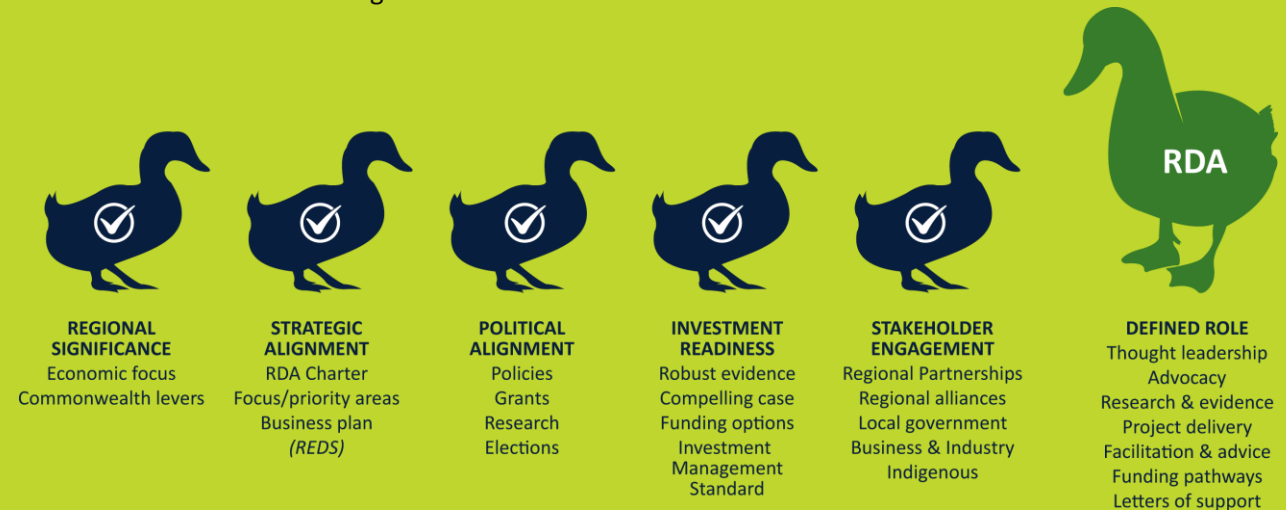 g
RDA
REGIONAL
SIGNIFICANCE
Economic focus
Commonwealth levers
STRATEGIC
ALIGNMENT
RDA Charter
Focus/priority areas
Business plan
(REDS)
POLITICAL
ALIGNMENT
Policies
Grants
Research
Elections
INVESTMENT
READINESS
Robust evidence
Compelling case
Funding options
Investment
Management
Standard
STAKEHOLDER
ENGAGEMENT
Regional Partnerships
Regional alliances
Local government
Business & Industry
Indigenous
DEFINED ROLE
Thought leadership
Advocacy
Research & evidence
Project delivery
Facilitation & advice
Funding pathways
Letters of support